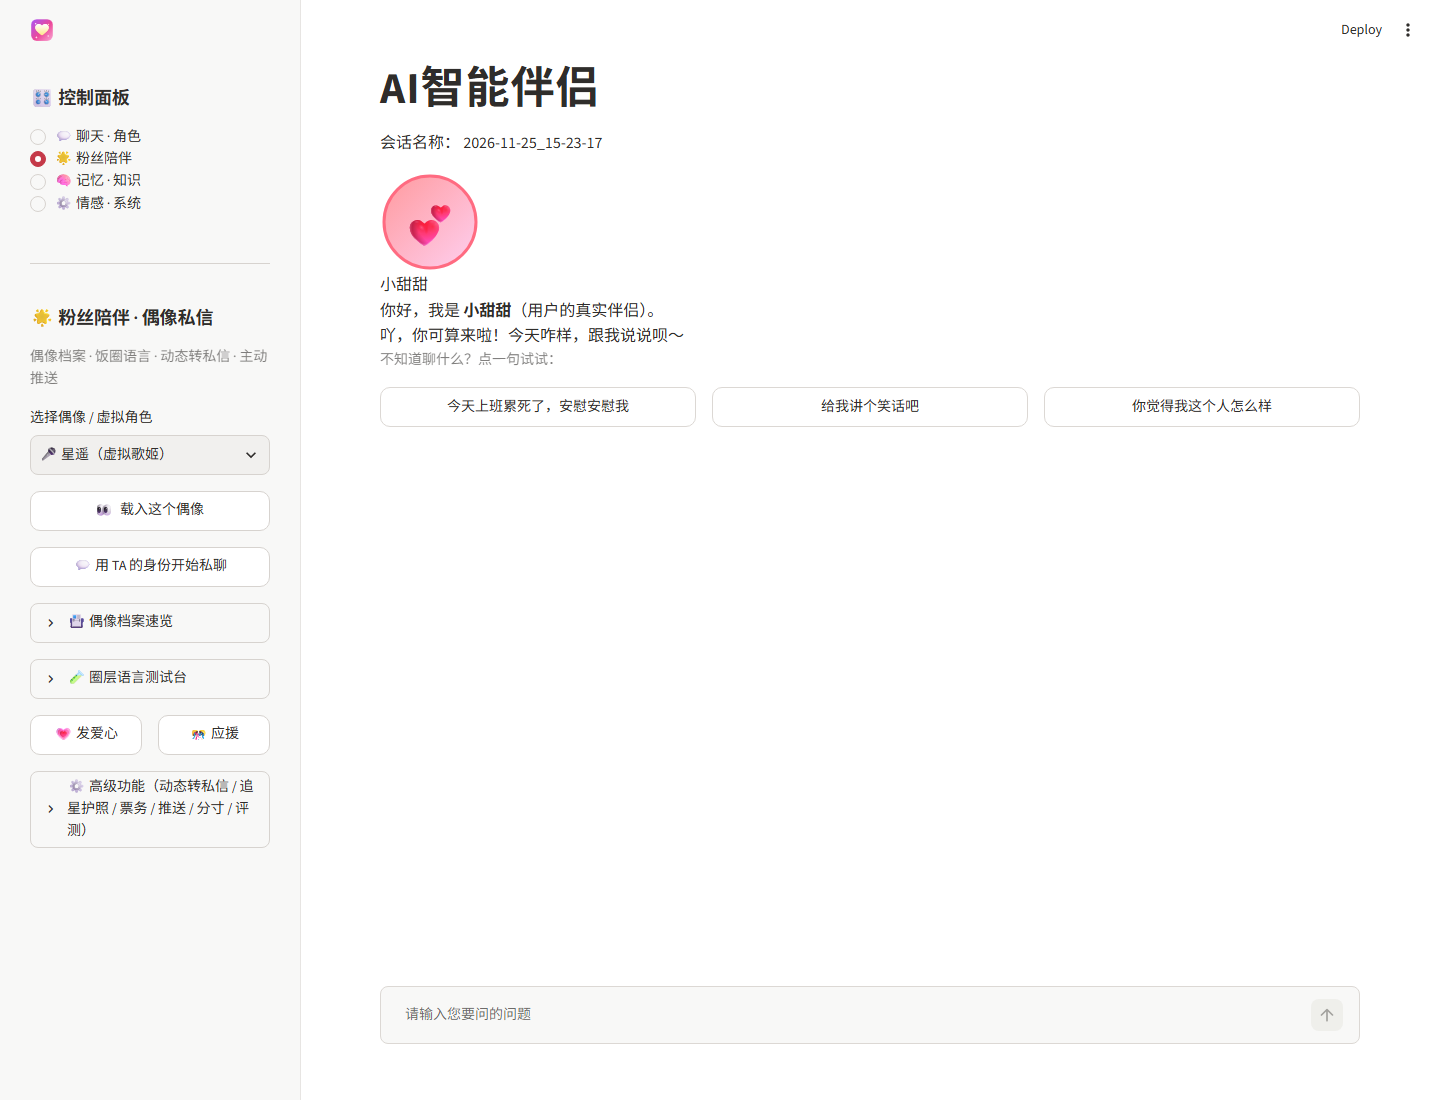 控制面板
聊天 · 角色
粉丝陪伴
记忆 · 知识
情感 · 系统
粉丝陪伴 · 偶像私信
偶像档案 · 饭圈语言 · 动态转私信 · 主动
推送
选择偶像 / 虚拟角色
星遥（虚拟歌姬）
载入这个偶像
用 TA 的身份开始私聊
偶像档案速览
圈层语言测试台
发爱心
应援
高级功能（动态转私信 / 追
星护照 / 票务 / 推送 / 分寸 / 评
测）
Deploy
AI智能伴侣
会话名称： 2026-11-25_15-23-17
小甜甜
你好，我是 小甜甜（用户的真实伴侣）。
吖，你可算来啦！今天咋样，跟我说说呗～
不知道聊什么？点一句试试：
今天上班累死了，安慰安慰我
给我讲个笑话吧
你觉得我这个人怎么样
请输入您要问的问题